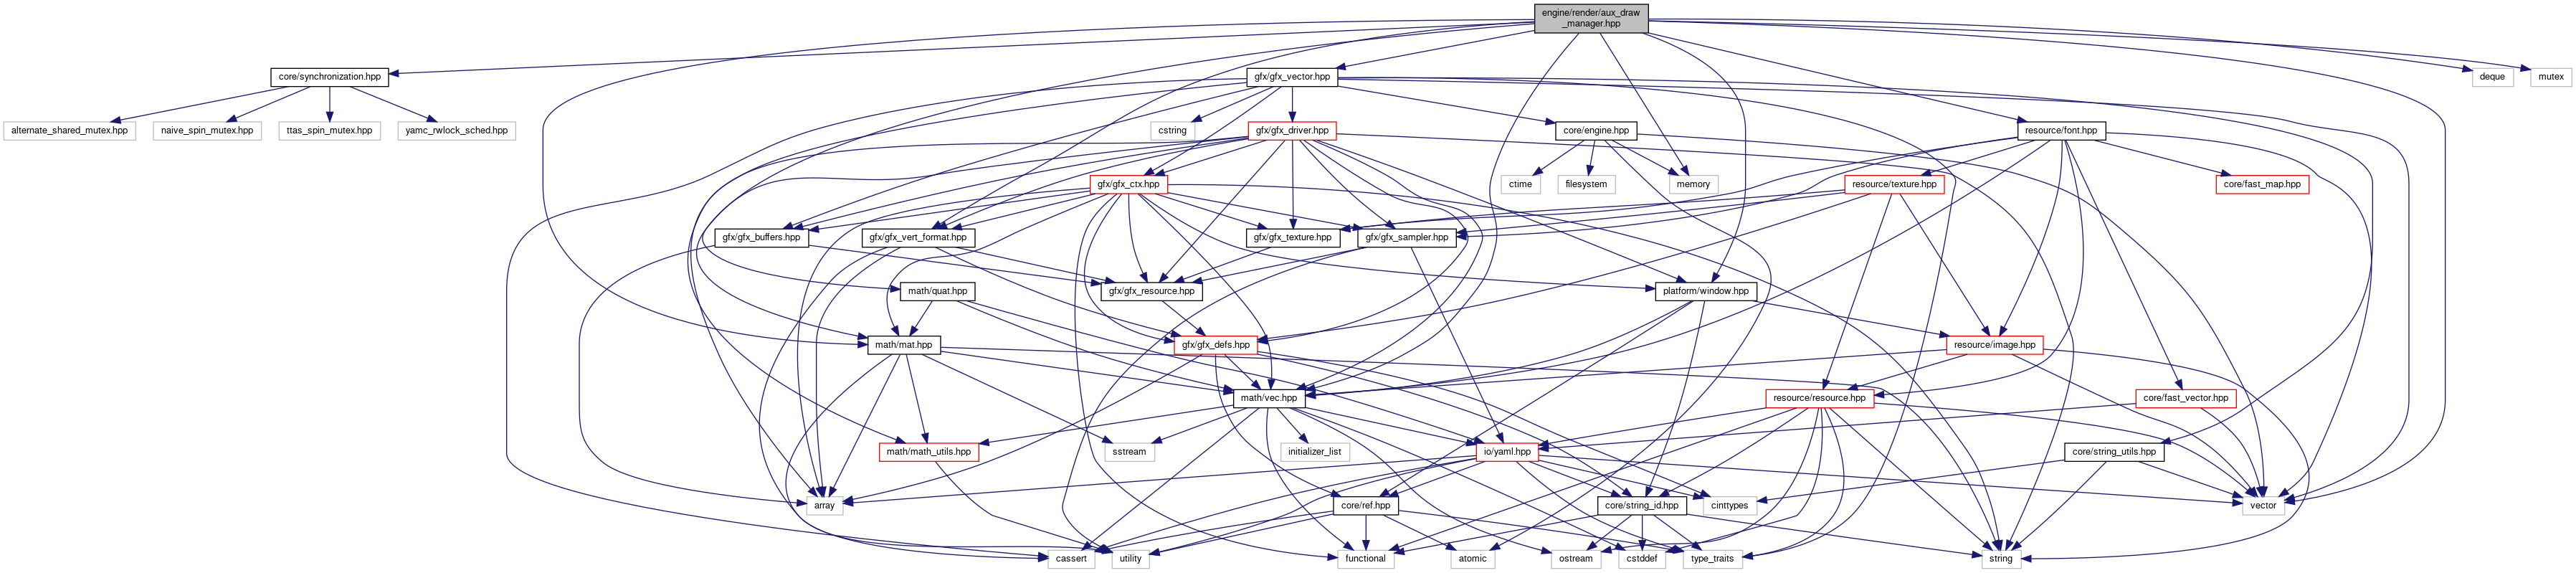 engine/render/aux_draw
_manager.hpp
core/synchronization.hpp
gfx/gfx_vector.hpp
deque
mutex
alternate_shared_mutex.hpp
naive_spin_mutex.hpp
ttas_spin_mutex.hpp
yamc_rwlock_sched.hpp
cstring
gfx/gfx_driver.hpp
core/engine.hpp
resource/font.hpp
gfx/gfx_ctx.hpp
ctime
filesystem
memory
resource/texture.hpp
core/fast_map.hpp
gfx/gfx_buffers.hpp
gfx/gfx_vert_format.hpp
gfx/gfx_texture.hpp
gfx/gfx_sampler.hpp
math/quat.hpp
gfx/gfx_resource.hpp
platform/window.hpp
math/mat.hpp
gfx/gfx_defs.hpp
resource/image.hpp
math/vec.hpp
resource/resource.hpp
core/fast_vector.hpp
math/math_utils.hpp
sstream
initializer_list
io/yaml.hpp
core/string_utils.hpp
array
core/ref.hpp
core/string_id.hpp
cinttypes
vector
cassert
utility
functional
atomic
ostream
cstddef
type_traits
string